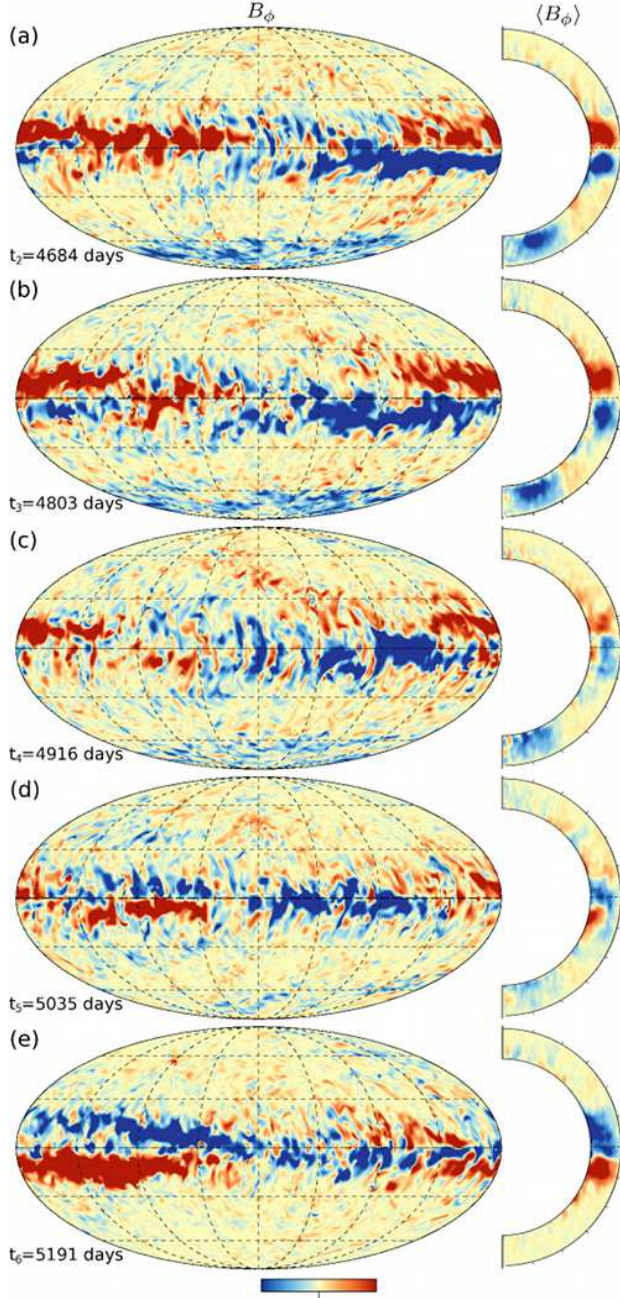 B_ϕ ⟨B_ϕ⟩
(a)
t₂=4684 days
(b)
t₃=4803 days
(c)
t₄=4916 days
(d)
t₅=5035 days
(e)
t₆=5191 days